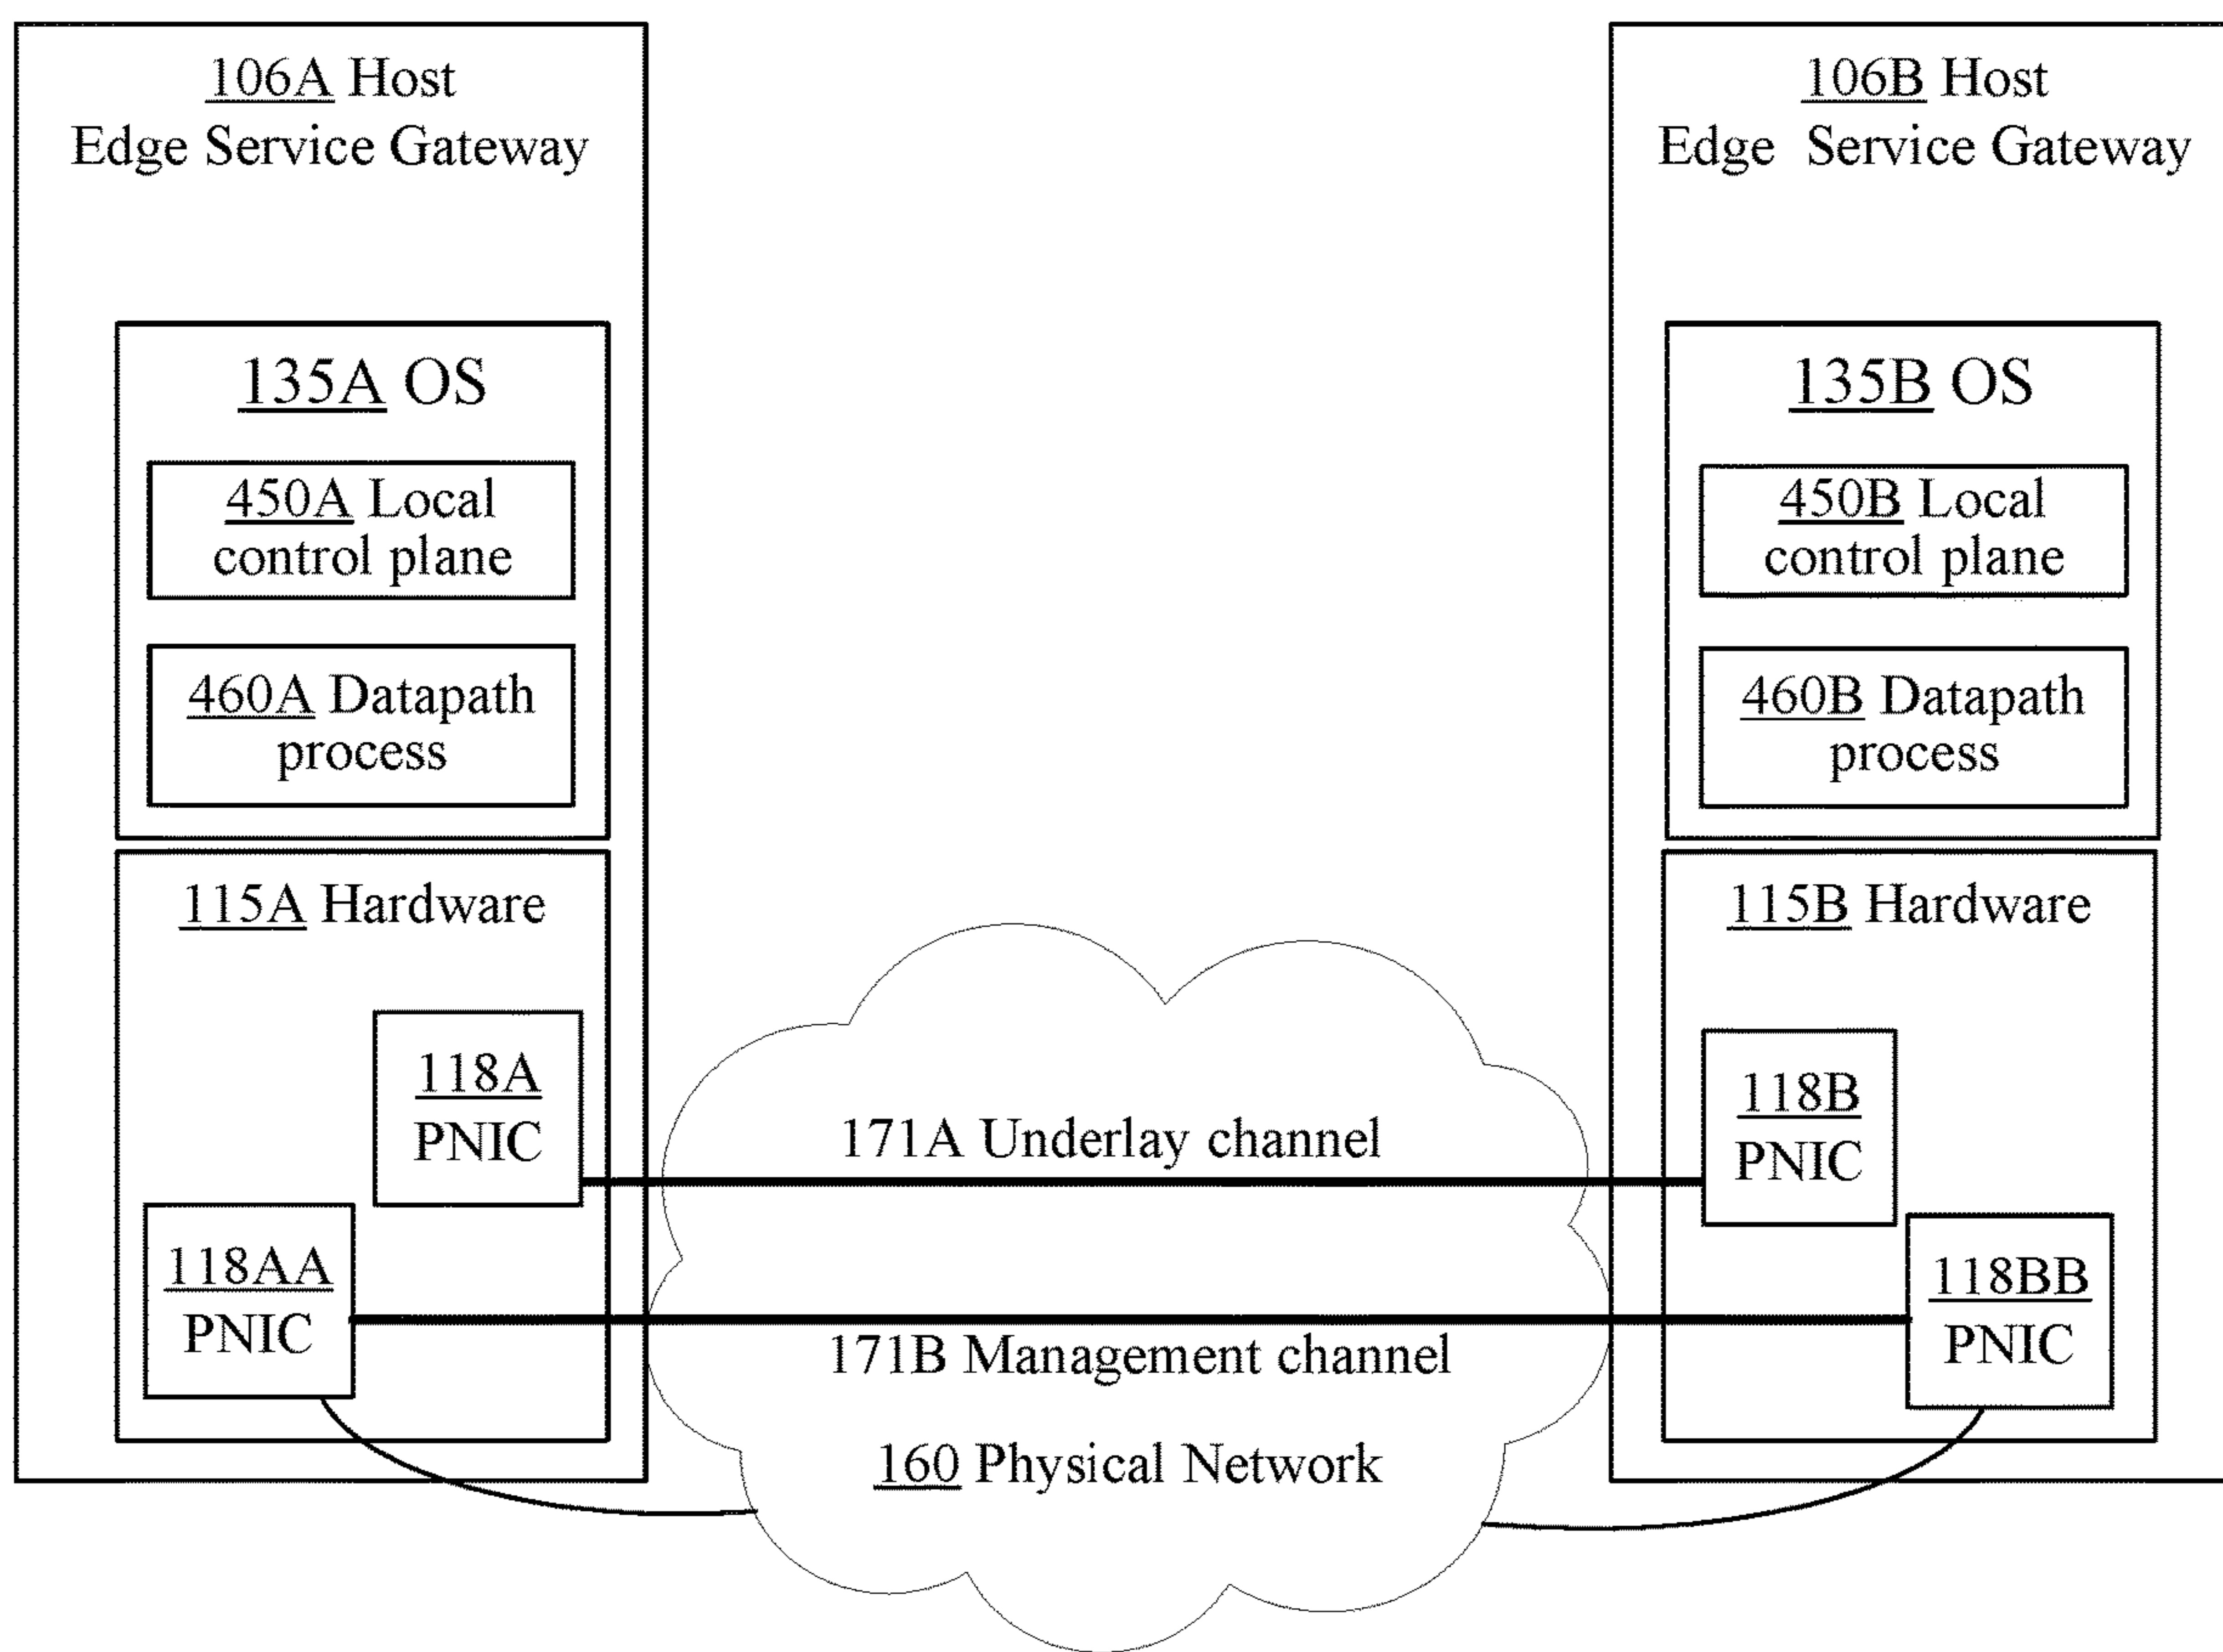 106A Host
Edge Service Gateway
135A OS
450A Local
control plane
460A Datapath
process
115A Hardware
118A
PNIC
118AA
PNIC
171A Underlay channel
171B Management channel
160 Physical Network
106B Host
Edge Service Gateway
135B OS
450B Local
control plane
460B Datapath
process
115B Hardware
118B
PNIC
118BB
PNIC